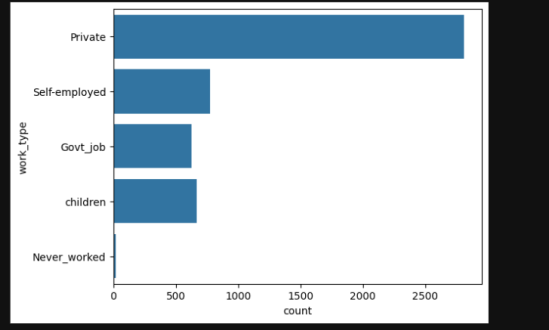 Private
Self-employed
Govt_job
children
Never_worked
work_type
0 500 1000 1500 2000 2500
count